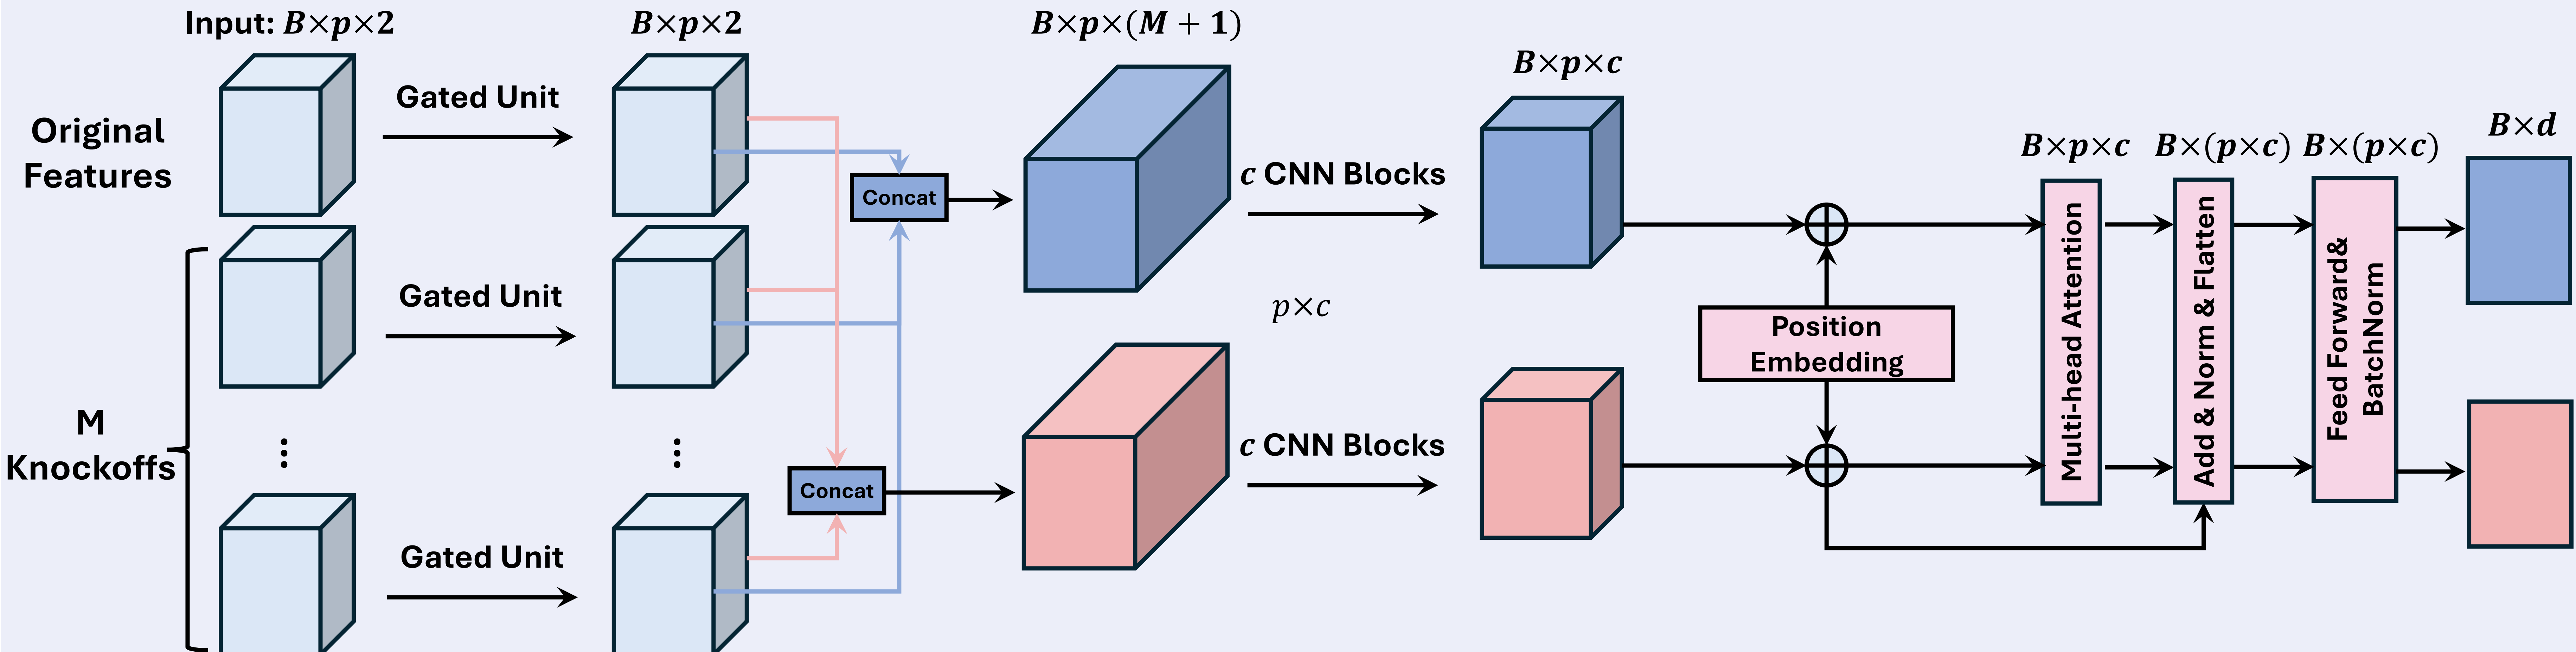 Input: B×p×2
B×p×2
B×p×(M + 1)
B×p×c
Original
Features
Gated Unit
Concat
c CNN Blocks
B×p×c
B×(p×c)
B×(p×c)
B×d
M
Knockoffs
Gated Unit
⋮
⋮
Gated Unit
Concat
p×c
c CNN Blocks
Position
Embedding
Multi-head Attention
Add & Norm & Flatten
Feed Forward&
BatchNorm